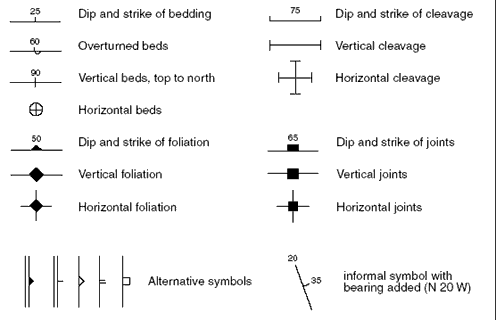 25 Dip and strike of bedding
75 Dip and strike of cleavage
60 Overturned beds
Vertical cleavage
90 Vertical beds, top to north
Horizontal cleavage
Horizontal beds
50 Dip and strike of foliation
65 Dip and strike of joints
Vertical foliation
Vertical joints
Horizontal foliation
Horizontal joints
Alternative symbols
20
35
informal symbol with
bearing added (N 20 W)